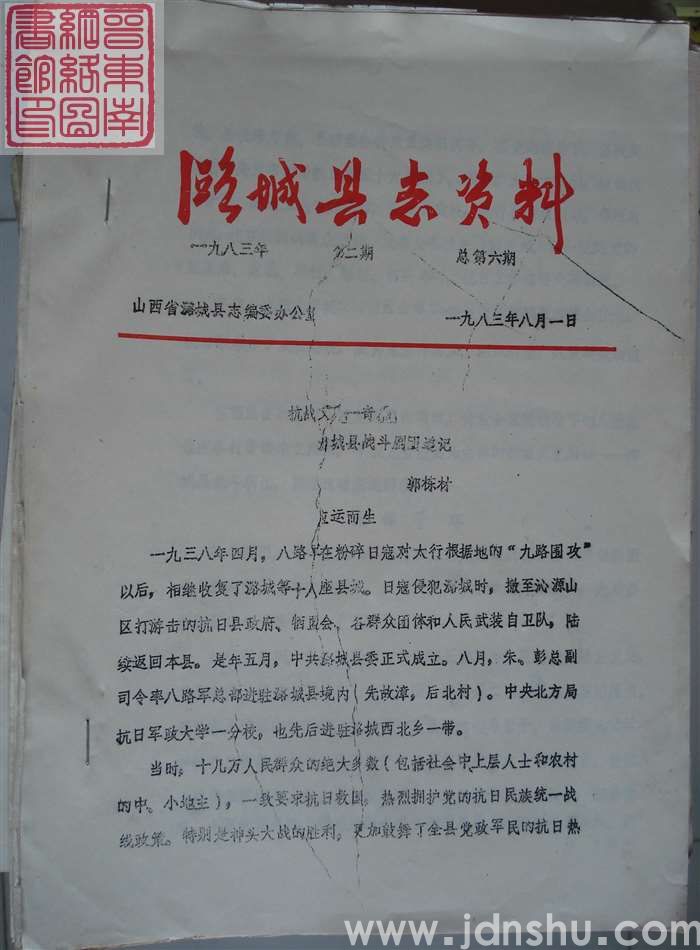 晋东南
網絡圖
書館印
潞城县志资料
一九八三年 第二期 总第六期
山西省潞城县志编委办公室 一九八三年八月一日
抗战文 一奇
城县战斗剧团追记
郭栋材
应运而生
一九三八年四月，八路军在粉碎日寇对太行根据地的“九路围攻”
以后，相继收复了潞城等十八座县城。日寇侵犯潞城时，撤至沁源山
区打游击的抗日县政府、牺盟会、各群众团体和人民武装自卫队，陆
续返回本县。是年五月，中共潞城县委正式成立。八月，朱、彭总副
司令率八路军总部进驻潞城县境内（先故漳，后北村）。中央北方局
抗日军政大学一分校，也先后进驻潞城西北乡一带。
当时，十几万人民群众的绝大多数（包括社会中上层人士和农村
的中、小地主），一致要求抗日救国，热烈拥护党的抗日民族统一战
线政策。特别是神头大战的胜利，更加鼓舞了全县党政军民的抗日热
www.jdnshu.com